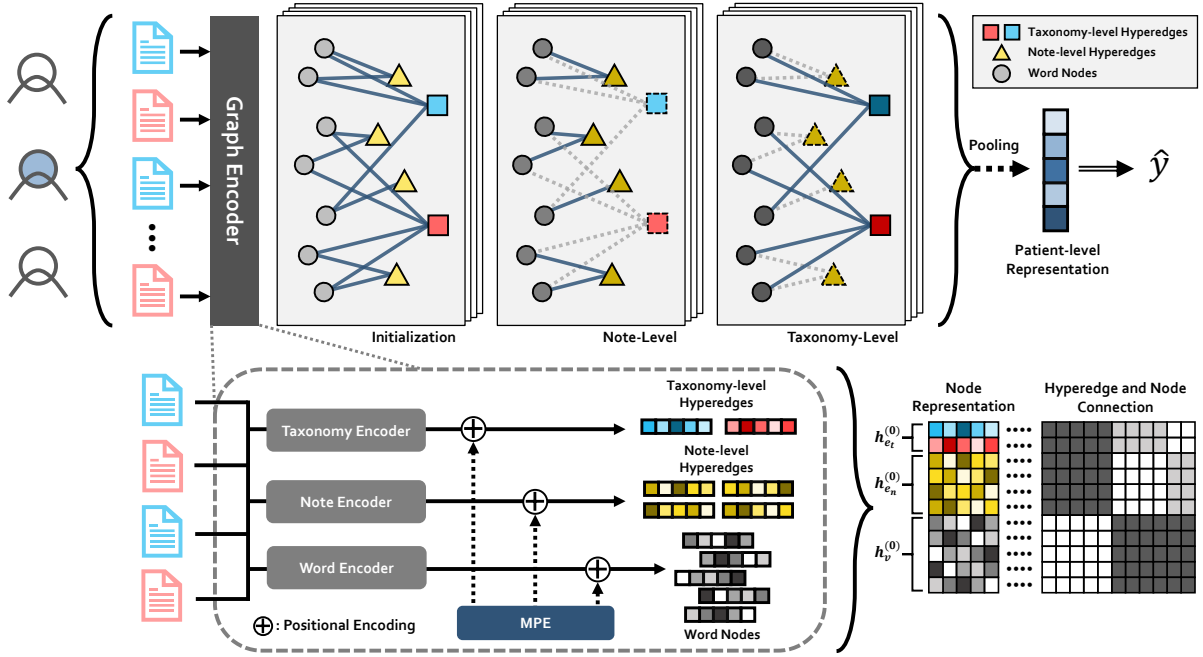 Graph Encoder
Initialization
Note-Level
Taxonomy-Level
Taxonomy-level Hyperedges
Note-level Hyperedges
Word Nodes
Pooling
ŷ
Patient-level
Representation
Taxonomy Encoder
Note Encoder
Word Encoder
MPE
: Positional Encoding
Taxonomy-level
Hyperedges
Note-level
Hyperedges
Word Nodes
Node
Representation
Hyperedge and Node
Connection
h_{e_t}^{(0)}
h_{e_n}^{(0)}
h_v^{(0)}